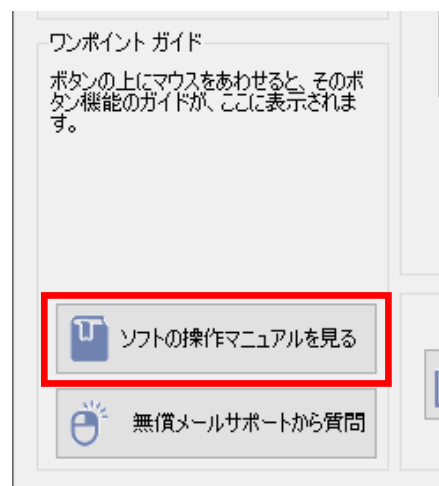 ワンポイント ガイド
ボタンの上にマウスをあわせると、そのボ
タン機能のガイドが、ここに表示されま
す。
ソフトの操作マニュアルを見る
無償メールサポートから質問